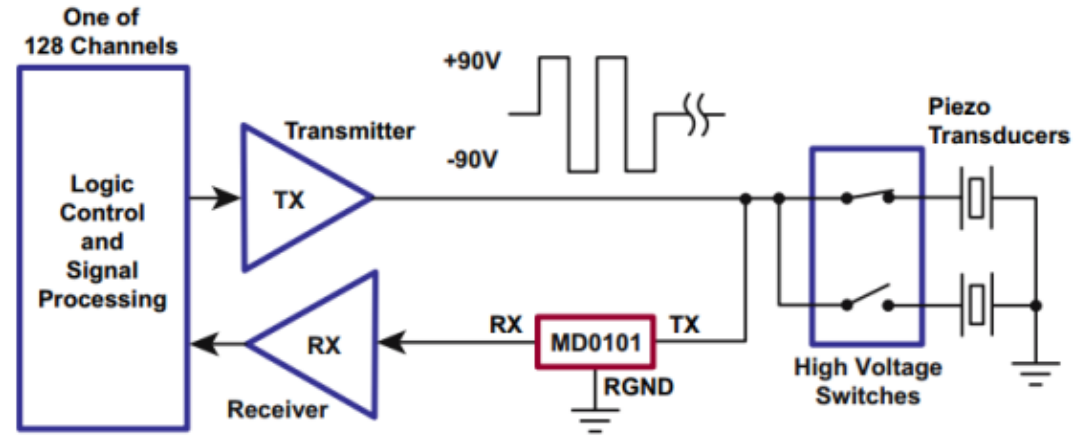 One of
128 Channels
Logic
Control
and
Signal
Processing
Transmitter
TX
+90V
-90V
Piezo
Transducers
RX
Receiver
RX
MD0101
TX
RGND
High Voltage
Switches